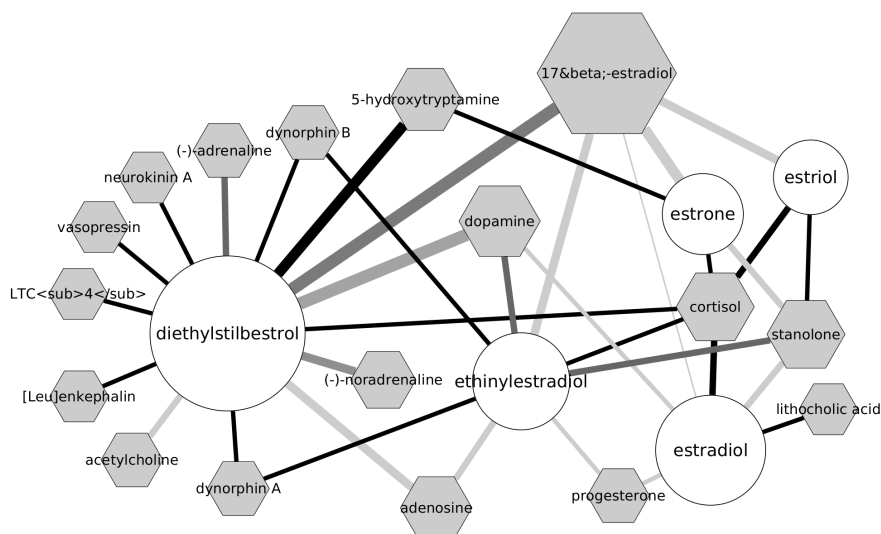 17&beta;-estradiol
5-hydroxytryptamine
dynorphin B
(-)-adrenaline
neurokinin A
estriol
estrone
dopamine
vasopressin
LTC<sub>4</sub>
cortisol
diethylstilbestrol
stanolone
(-)-noradrenaline
ethinylestradiol
[Leu]enkephalin
lithocholic acid
estradiol
acetylcholine
dynorphin A
progesterone
adenosine